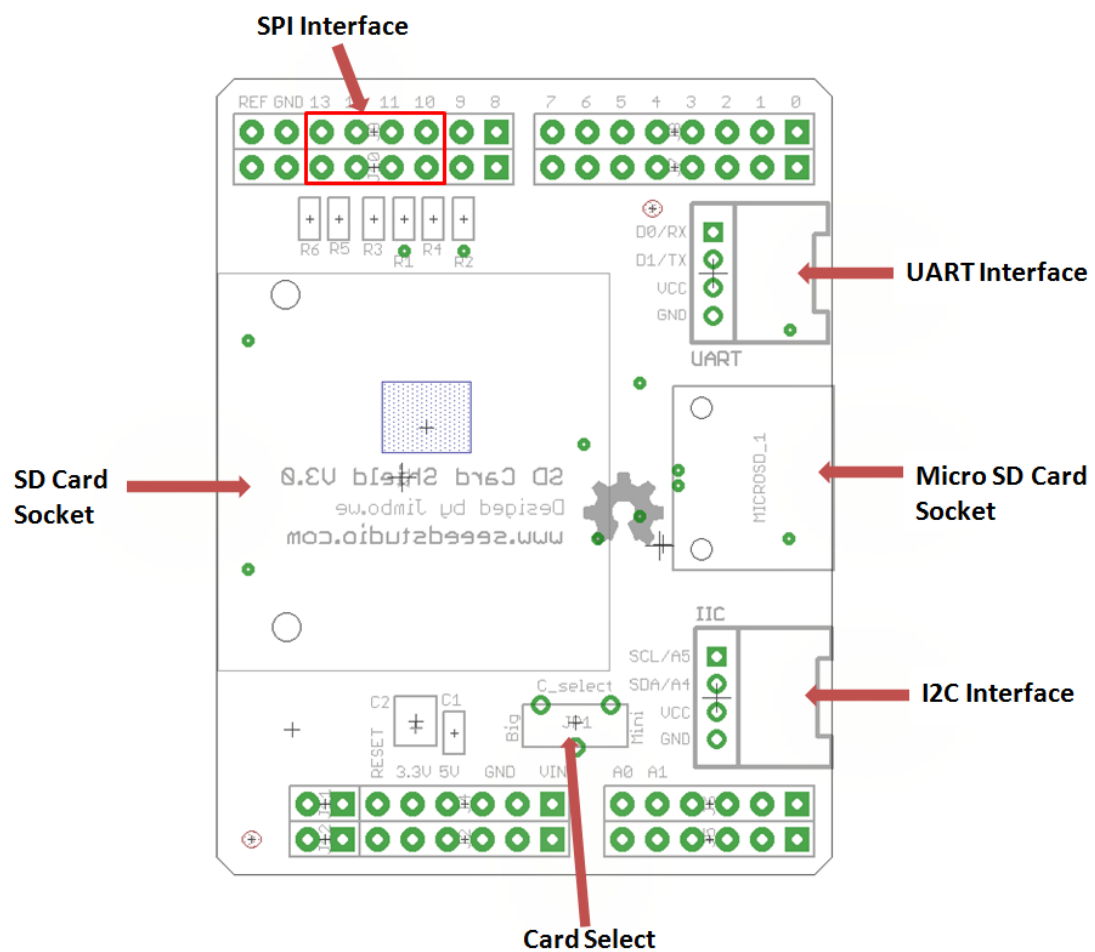 SPI Interface
REF GND 13 11 10 9 8
7 6 5 4 3 2 1 0
R6 R5 R3 R1 R4 R2
D0/RX
D1/TX
VCC
GND
UART
UART Interface
SD Card Shield V3.0
Desiged by Jimbo.we
www.seeedstudio.com
SD Card
Socket
MICROSD_1
Micro SD Card
Socket
IIC
SCL/A5
SDA/A4
VCC
GND
I2C Interface
C_select
Big
JP1
Mini
C2 C1
RESET 3.3V 5V GND VIN
A0 A1
Card Select